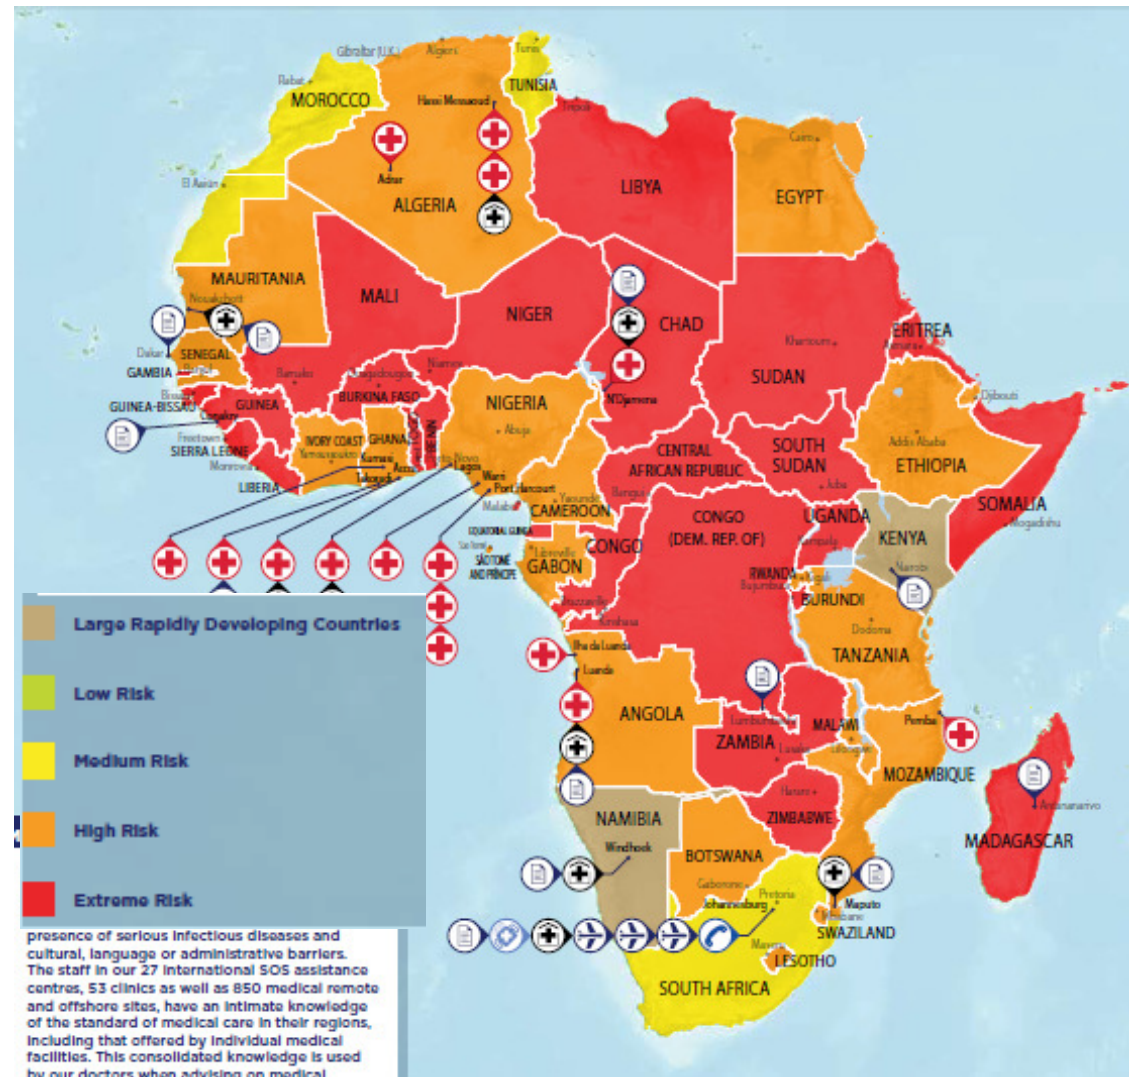 Gibraltar (U.K.)
Algiers
Tunis
Rabat
MOROCCO
Hassi Messaoud
TUNISIA
Tripoli
Cairo
El Aaiún
Adrar
ALGERIA
LIBYA
EGYPT
MAURITANIA
Nouakchott
MALI
NIGER
CHAD
Khartoum
ERITREA
Asmara
Dakar
SENEGAL
Banjul
GAMBIA
Bamako
Niamey
Ouagadougou
BURKINA FASO
N'Djamena
SUDAN
Djibouti
Bissau
GUINEA-BISSAU
GUINEA
Conakry
NIGERIA
Abuja
Freetown
SIERRA LEONE
IVORY COAST
GHANA
TOGO
BENIN
Yamoussoukro
Kumasi
Accra
Takoradi
Porto Novo
Lagos
Warri
Port Harcourt
Monrovia
LIBERIA
CENTRAL
AFRICAN REPUBLIC
Bangui
SOUTH
SUDAN
Juba
Addis Ababa
ETHIOPIA
SOMALIA
Mogadishu
Malabo
Yaoundé
CAMEROON
EQUATORIAL GUINEA
São Tomé
SÃO TOMÉ
AND PRÍNCIPE
Libreville
GABON
CONGO
CONGO
(DEM. REP. OF)
UGANDA
Kampala
KENYA
Nairobi
RWANDA
Kigali
Bujumbura
BURUNDI
Brazzaville
Kinshasa
Dodoma
TANZANIA
Ilha de Luanda
Luanda
ANGOLA
Lumbumbashi
ZAMBIA
Lusaka
MALAWI
Lilongwe
Pemba
MOZAMBIQUE
Antananarivo
MADAGASCAR
Harare
ZIMBABWE
NAMIBIA
Windhoek
BOTSWANA
Gaborone
Pretoria
Johannesburg
Maputo
Mbabane
SWAZILAND
Maseru
LESOTHO
SOUTH AFRICA
Large Rapidly Developing Countries
Low Risk
Medium Risk
High Risk
Extreme Risk
presence of serious infectious diseases and
cultural, language or administrative barriers.
The staff in our 27 International SOS assistance
centres, 53 clinics as well as 850 medical remote
and offshore sites, have an intimate knowledge
of the standard of medical care in their regions,
including that offered by individual medical
facilities. This consolidated knowledge is used
by our doctors when advising on medical